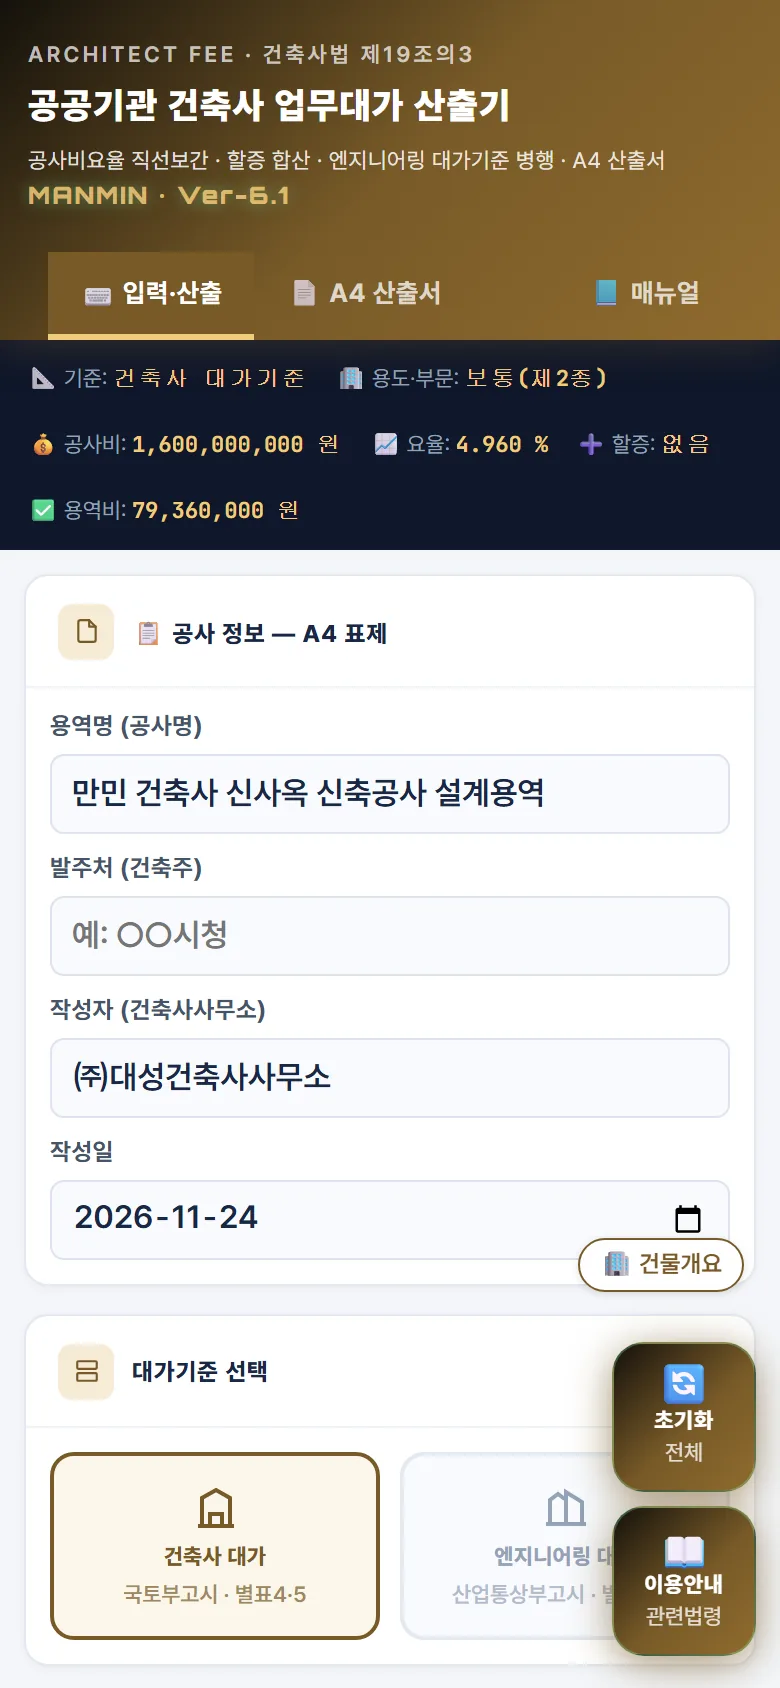 ARCHITECT FEE · 건축사법 제19조의3
공공기관 건축사 업무대가 산출기
공사비요율 직선보간 · 할증 합산 · 엔지니어링 대가기준 병행 · A4 산출서
MANMIN · Ver-6.1
입력·산출
A4 산출서
매뉴얼
기준: 건축사 대가기준 용도·부문: 보통(제2종)
공사비: 1,600,000,000 원 요율: 4.960 % 할증: 없음
용역비: 79,360,000 원
공사 정보 — A4 표제
용역명 (공사명)
만민 건축사 신사옥 신축공사 설계용역
발주처 (건축주)
예: 〇〇시청
작성자 (건축사사무소)
㈜대성건축사사무소
작성일
2026-11-24
건물개요
대가기준 선택
초기화
전체
건축사 대가
국토부고시 · 별표4·5
엔지니어링
산업통상부고시 ·
이용안내
관련법령